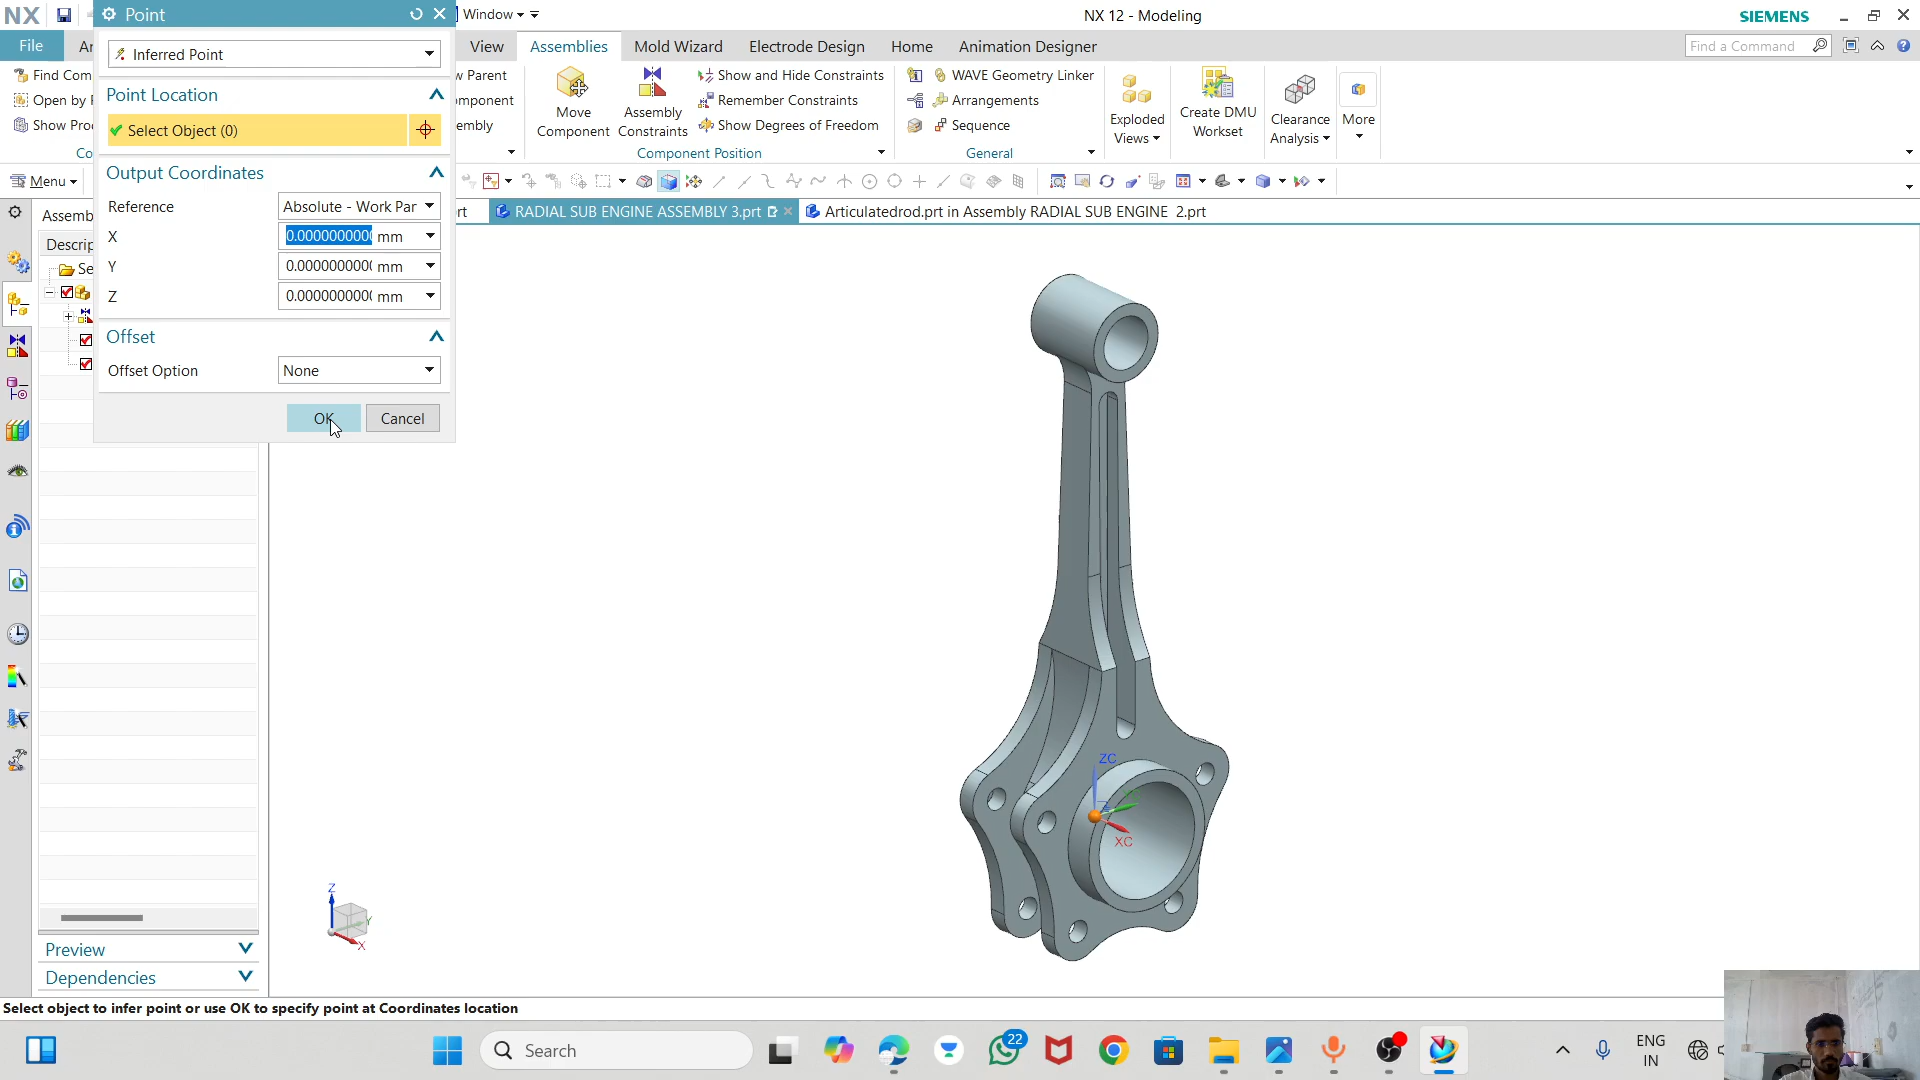 NX
Point
Window
NX 12 - Modeling
SIEMENS
File
View
Assemblies
Mold Wizard
Electrode Design
Home
Animation Designer
Find a Command
Inferred Point
Point Location
Select Object (0)
Output Coordinates
Reference
Absolute - Work Par
X
0.0000000000 mm
Y
0.0000000000 mm
Z
0.0000000000 mm
Offset
Offset Option
None
OK
Cancel
Find Com
Open by
Show Pro
Parent
emby
Move
Component
Assembly
Constraints
Show and Hide Constraints
Remember Constraints
Show Degrees of Freedom
Component Position
WAVE Geometry Linker
Arrangements
Sequence
General
Exploded
Views
Create DMU
Workset
Clearance
Analysis
More
Menu
Assemb
rt
RADIAL SUB ENGINE ASSEMBLY 3.prt
Articulatedrod.prt in Assembly RADIAL SUB ENGINE 2.prt
Descrip
Se
ZC
XC
Z
Y
X
Preview
Dependencies
Select object to infer point or use OK to specify point at Coordinates location
Search
22
ENG
IN